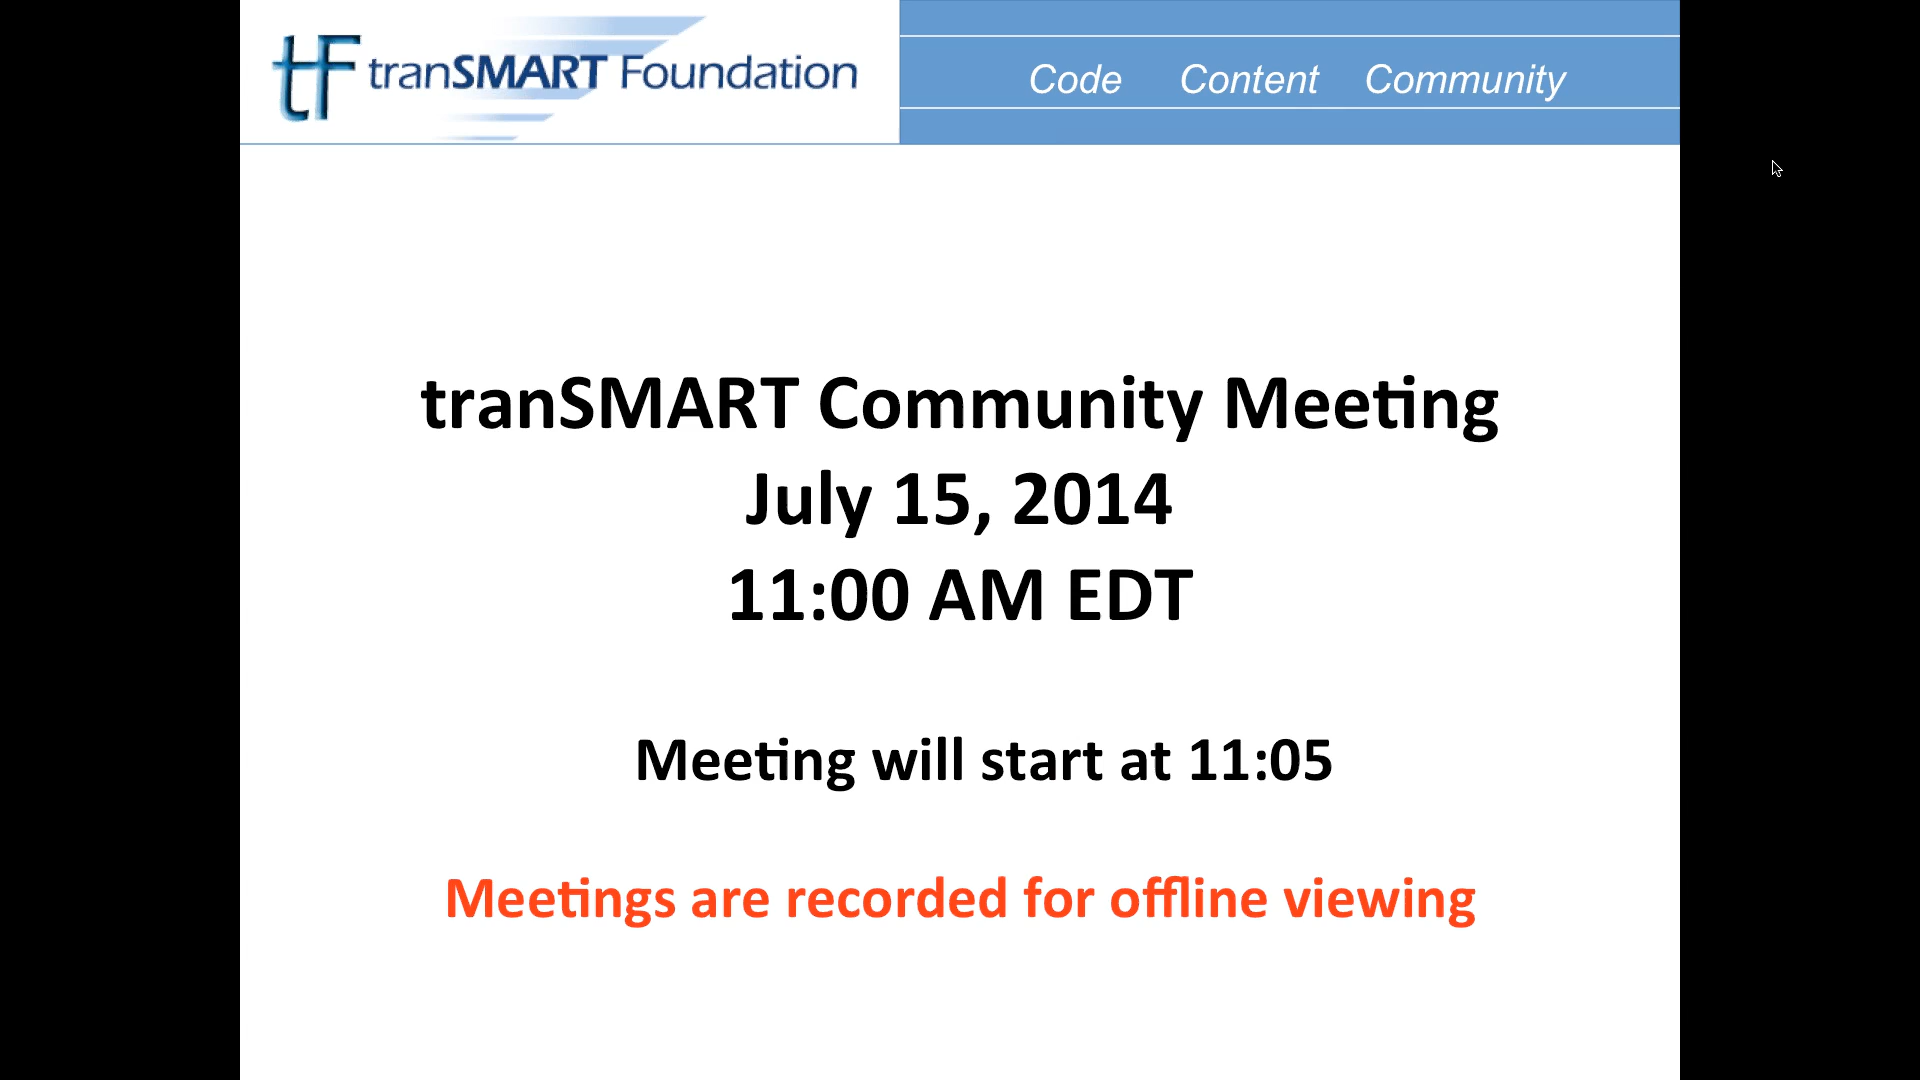 tF tranSMART Foundation
Code Content Community
tranSMART Community Meeting
July 15, 2014
11:00 AM EDT
Meeting will start at 11:05
Meetings are recorded for offline viewing